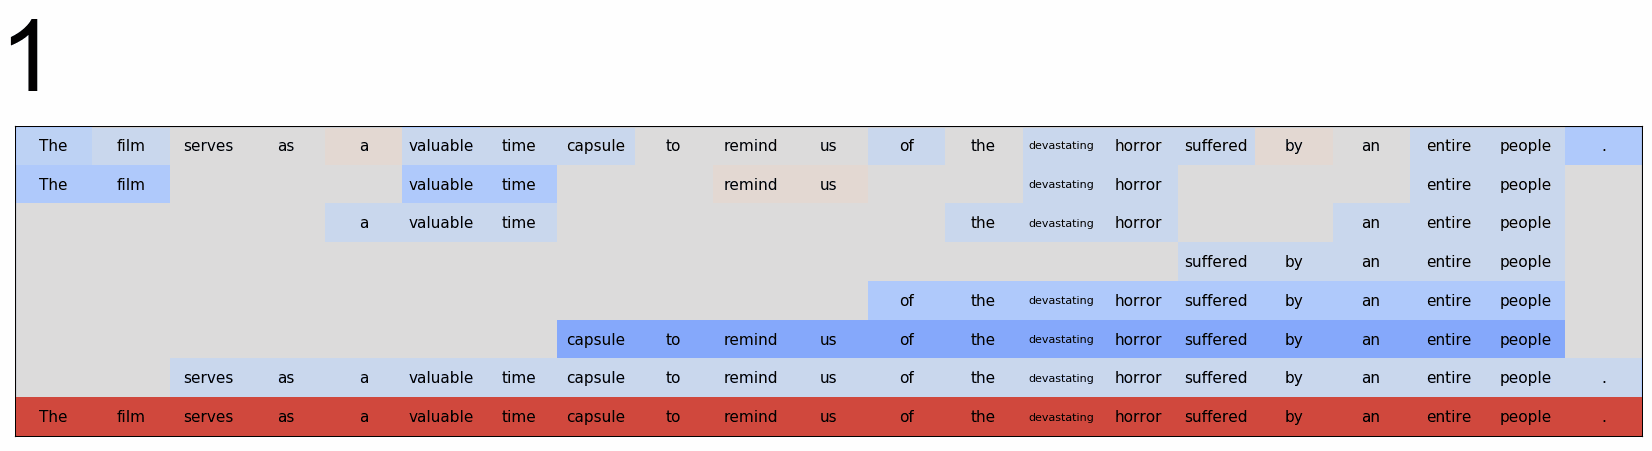 1
The film serves as a valuable time capsule to remind us of the devastating horror suffered by an entire people .
The film valuable time remind us devastating horror entire people
a valuable time the devastating horror an entire people
suffered by an entire people
of the devastating horror suffered by an entire people
capsule to remind us of the devastating horror suffered by an entire people
serves as a valuable time capsule to remind us of the devastating horror suffered by an entire people .
The film serves as a valuable time capsule to remind us of the devastating horror suffered by an entire people .